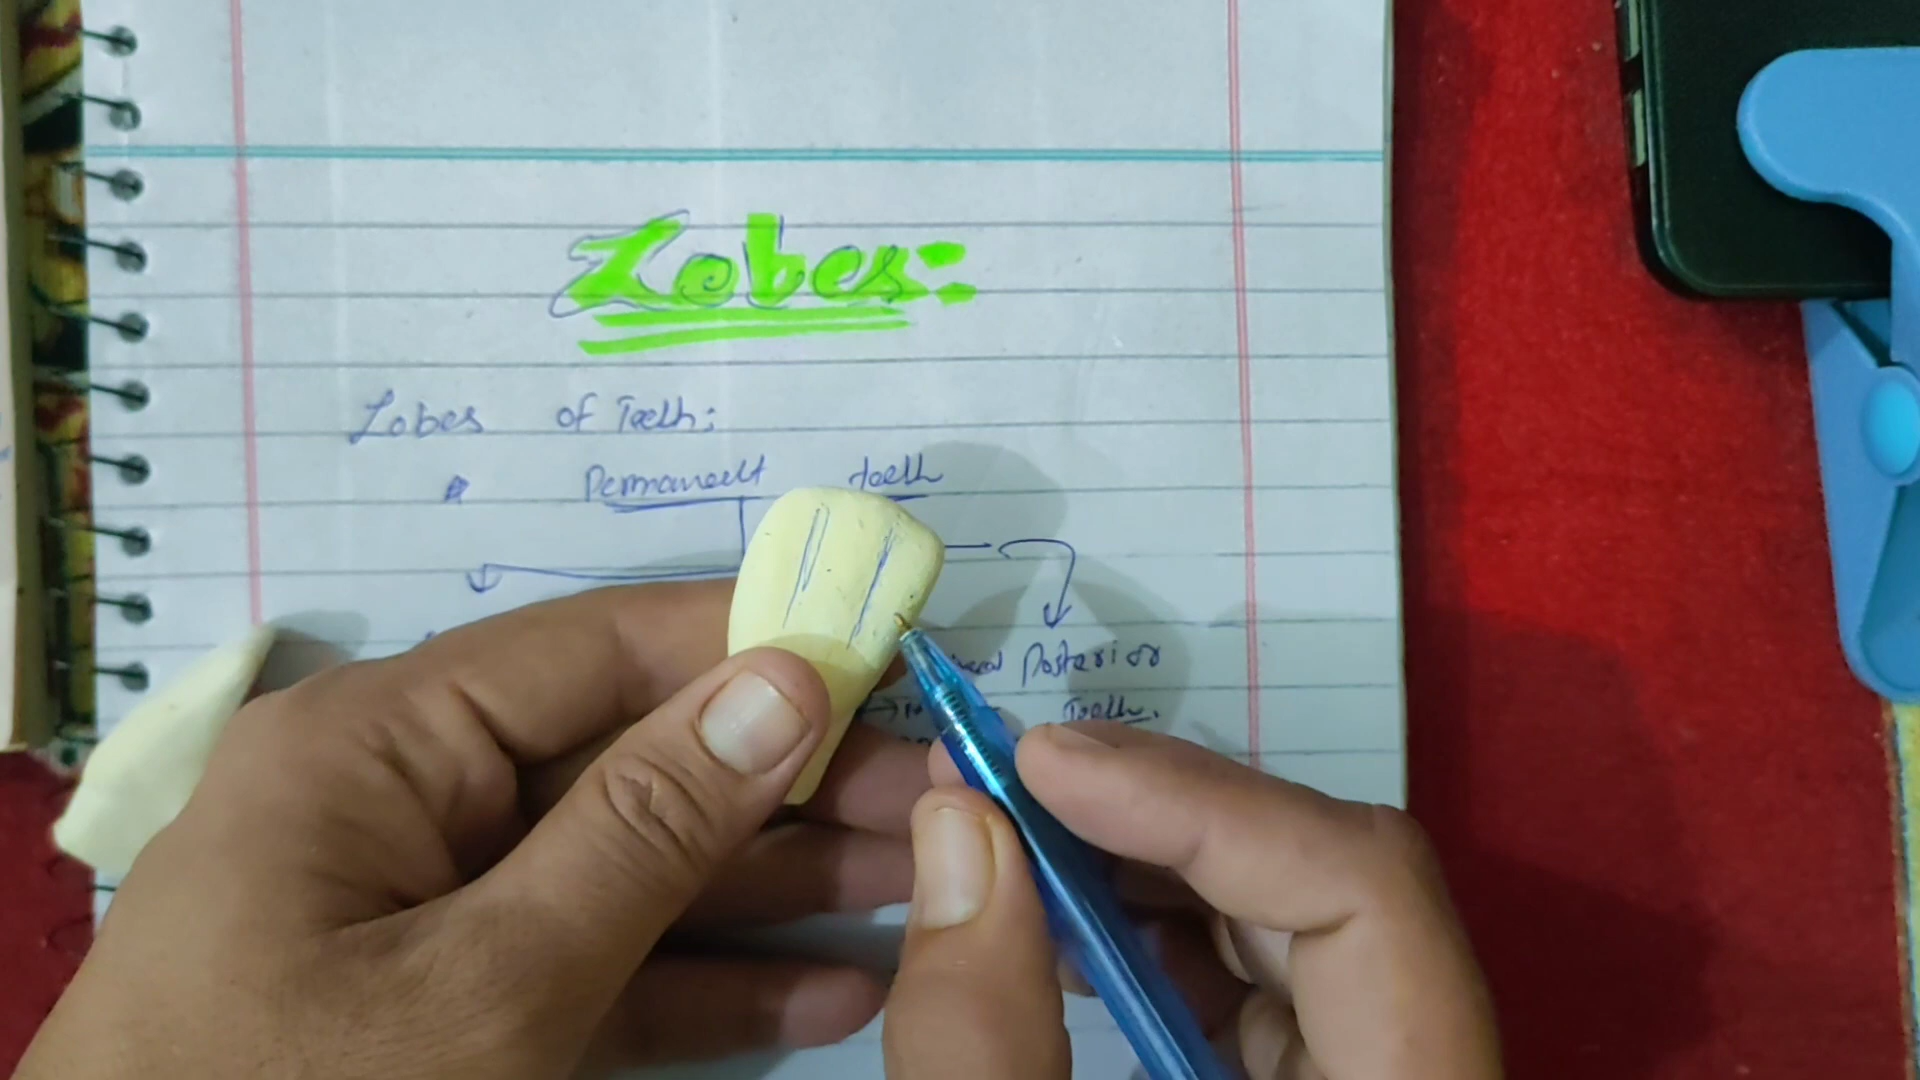 Lobes:
Lobes of Teeth:
Permanent teeth
Posterior
Teeth.